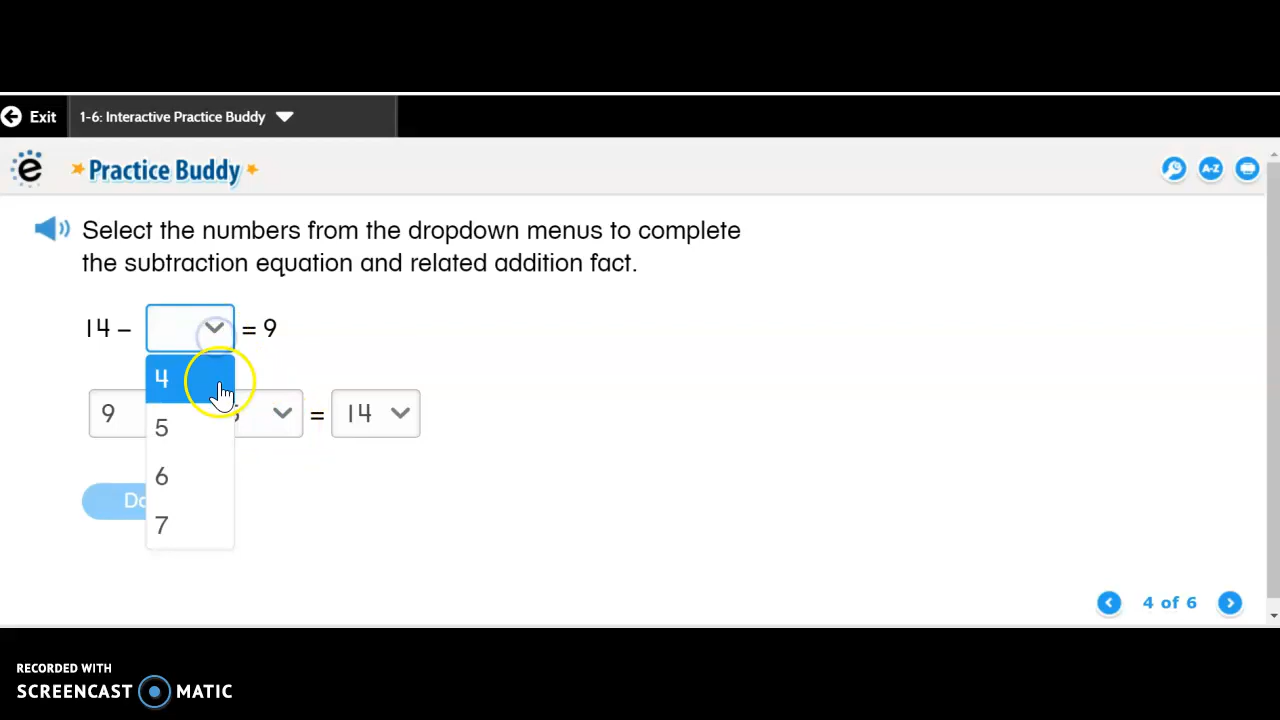 Exit 1-6: Interactive Practice Buddy
e Practice Buddy A-Z
Select the numbers from the dropdown menus to complete
the subtraction equation and related addition fact.
14 – = 9
4
9 = 14
5
6
7
4 of 6
RECORDED WITH
SCREENCAST MATIC